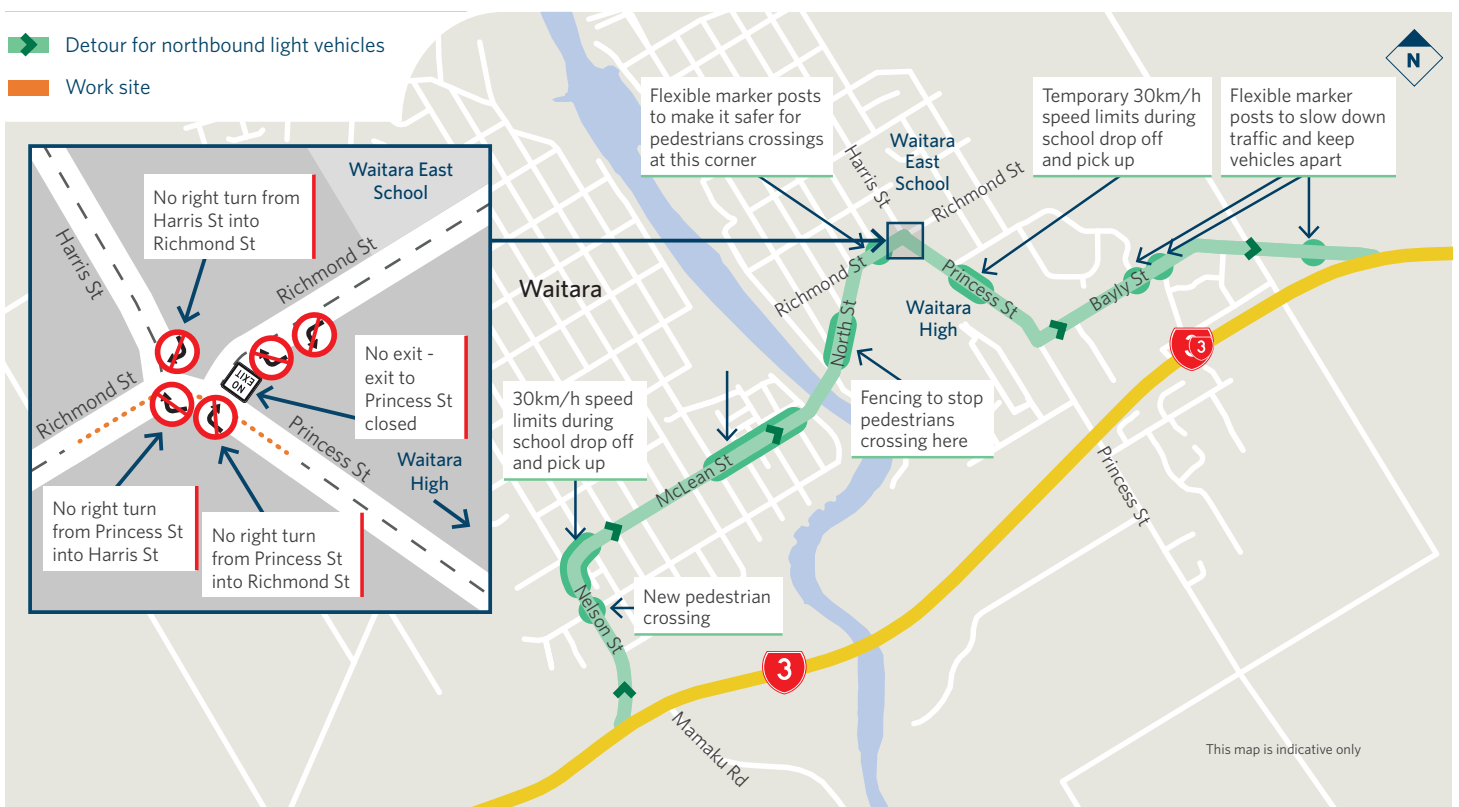 Detour for northbound light vehicles
Work site
N
Flexible marker posts
to make it safer for
pedestrians crossings
at this corner
Temporary 30km/h
speed limits during
school drop off
and pick up
Flexible marker
posts to slow down
traffic and keep
vehicles apart
Waitara
East
School
Harris St
Richmond St
Waitara East
School
No right turn from
Harris St into
Richmond St
Harris St
Richmond St
No exit -
exit to
Princess St
closed
NO
EXIT
Richmond St
Princess St
Waitara
High
No right turn
from Princess St
into Harris St
No right turn
from Princess St
into Richmond St
Waitara
Richmond St
Princess St
Bayly St
Waitara
High
North St
3
3
30km/h speed
limits during
school drop off
and pick up
Fencing to stop
pedestrians
crossing here
McLean St
Princess St
Nelson St
New pedestrian
crossing
3
Mamaku Rd
This map is indicative only